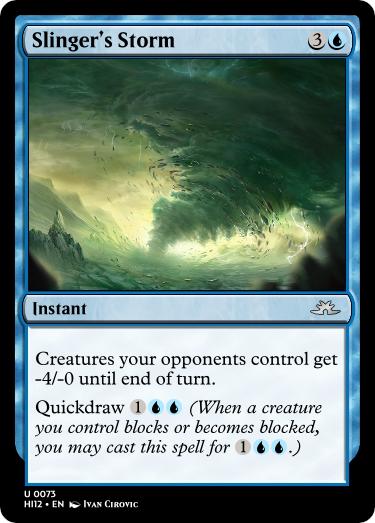 Slinger's Storm 3
Instant
Creatures your opponents control get
-4/-0 until end of turn.
Quickdraw 1 (When a creature
you control blocks or becomes blocked,
you may cast this spell for 1 .)
U 0073
HI12 • EN Ivan Cirovic